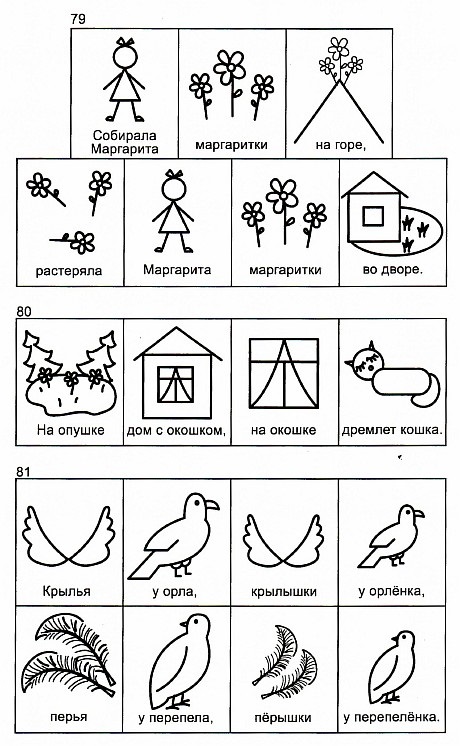 79
Собирала
Маргарита
маргаритки
на горе,
растеряла
Маргарита
маргаритки
во дворе.
80
На опушке
дом с окошком,
на окошке
дремлет кошка.
81
Крылья
у орла,
крылышки
у орлёнка,
перья
у перепела,
пёрышки
у перепелёнка.